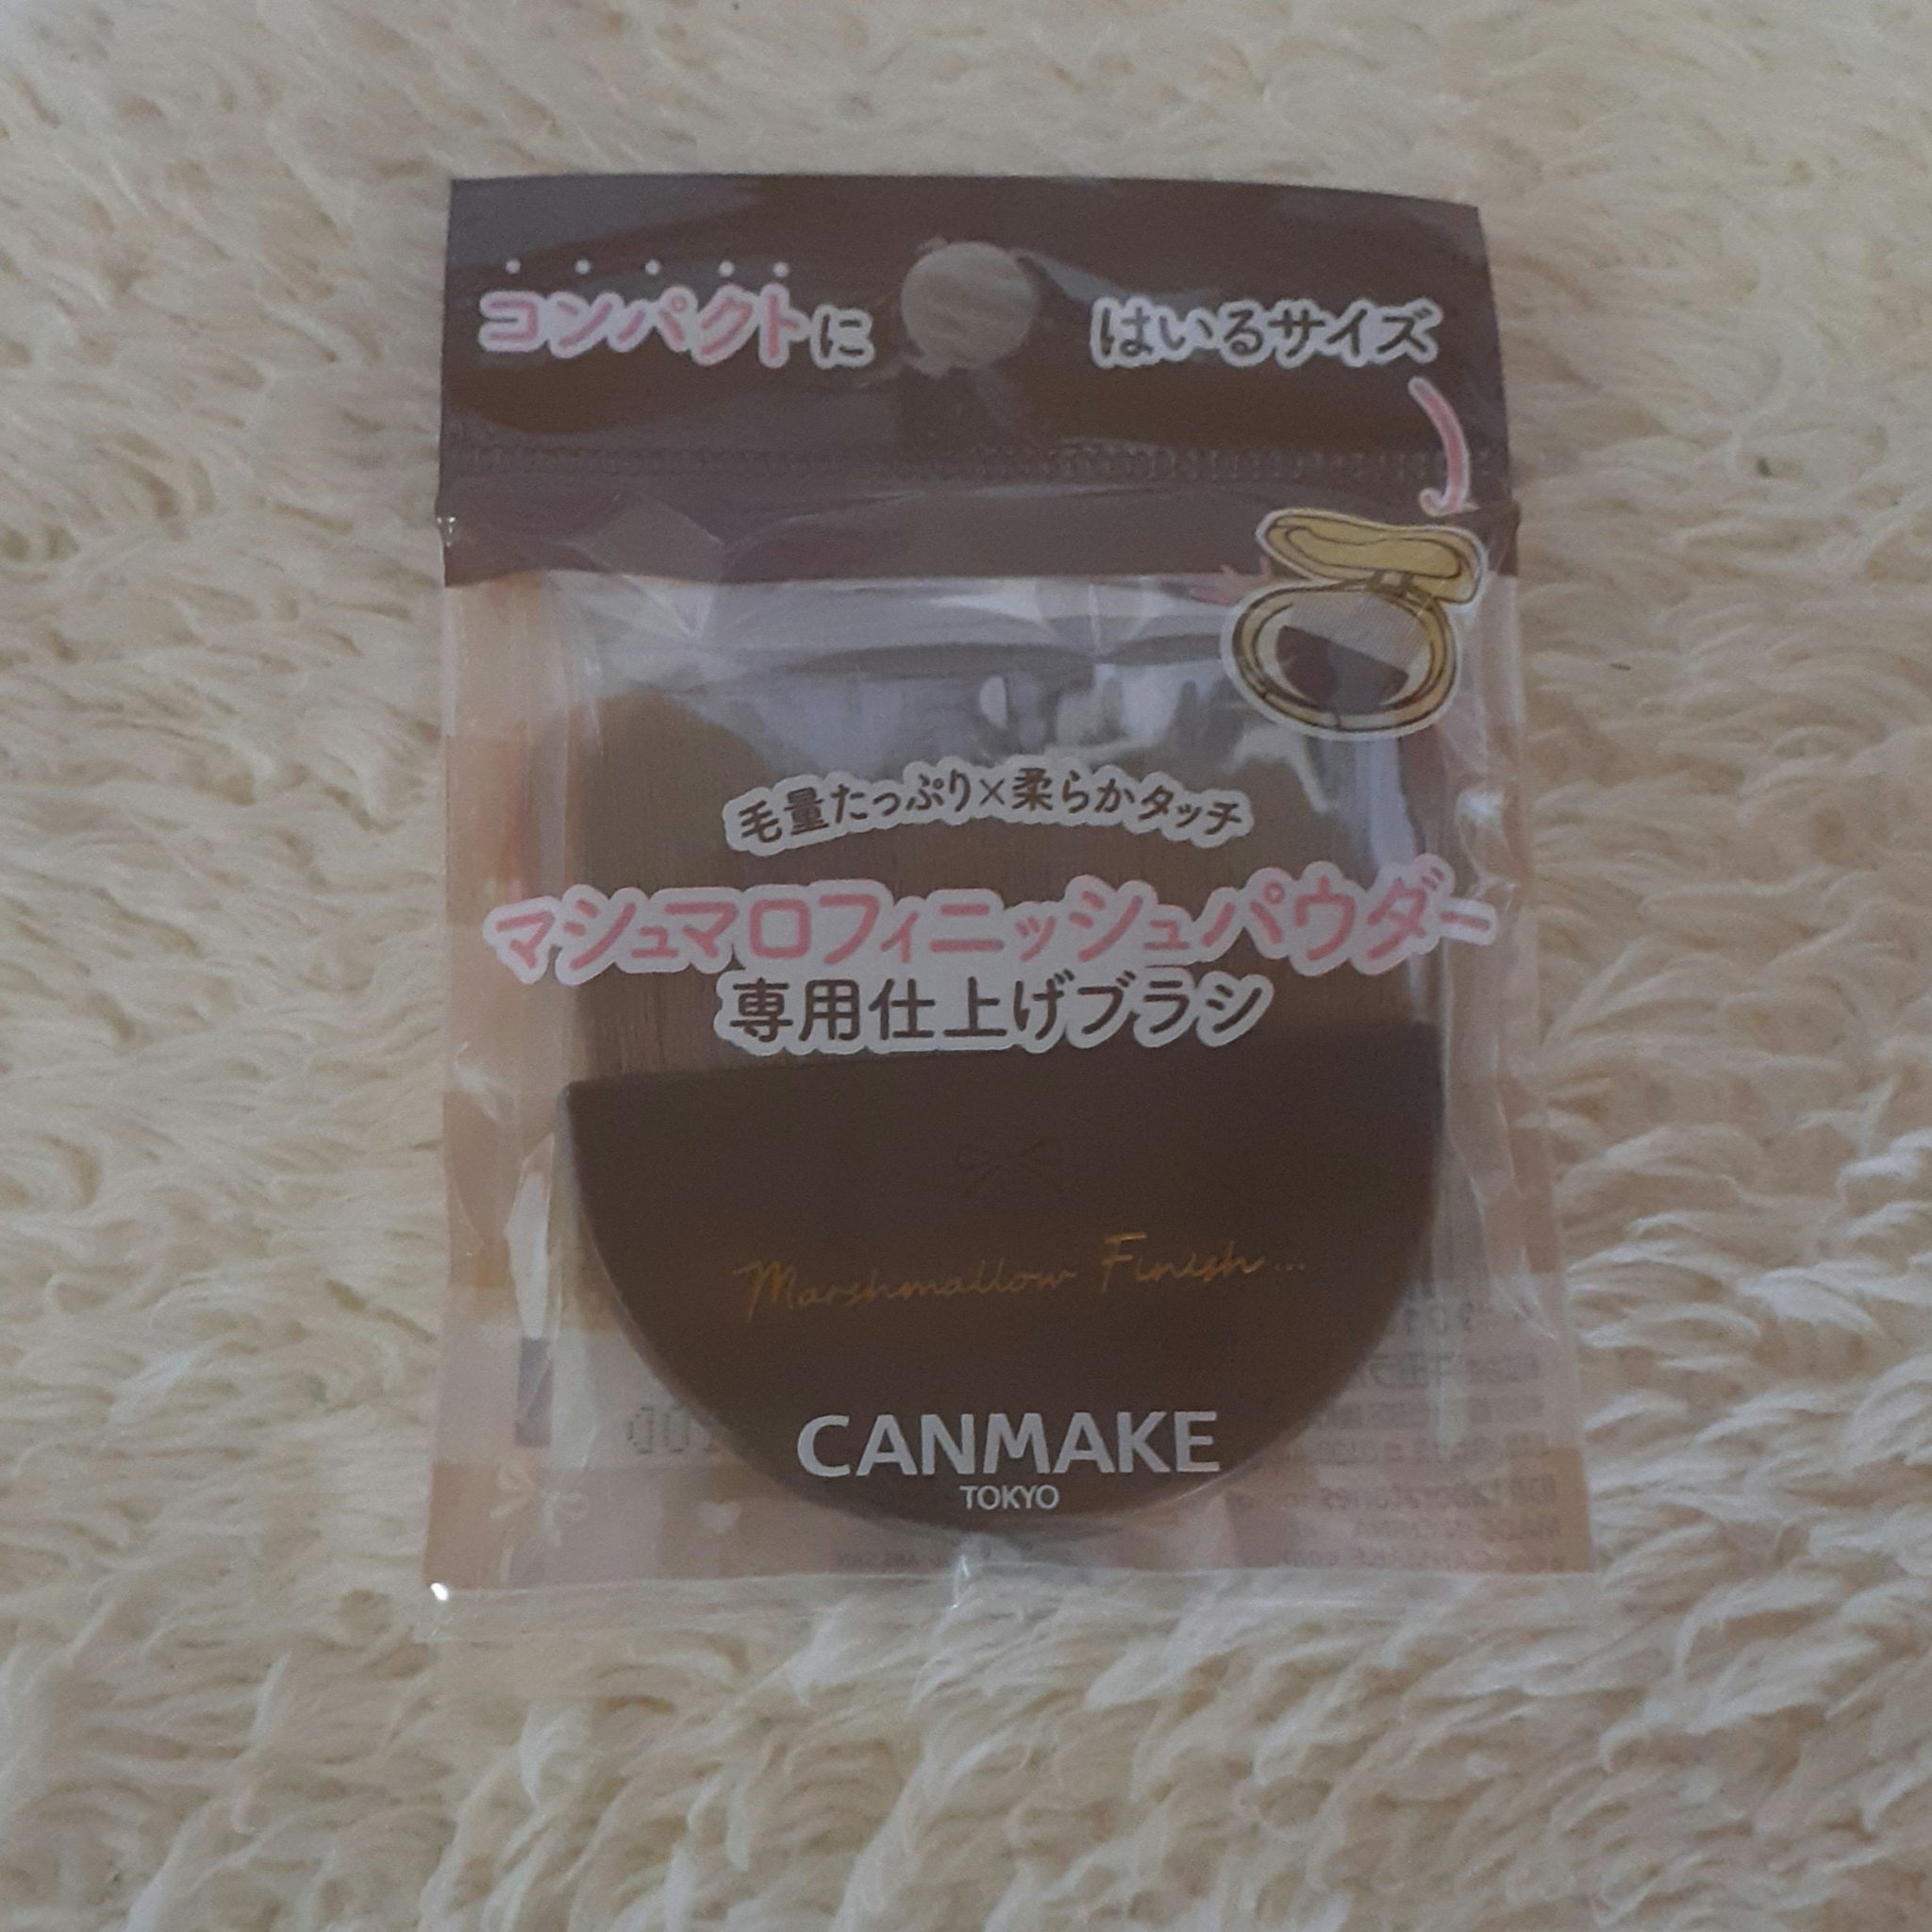 コンパクトに はいるサイズ
毛量たっぷり×柔らかタッチ
マシュマロフィニッシュパウダー
専用仕上げブラシ
Marshmallow Finish...
CANMAKE
TOKYO